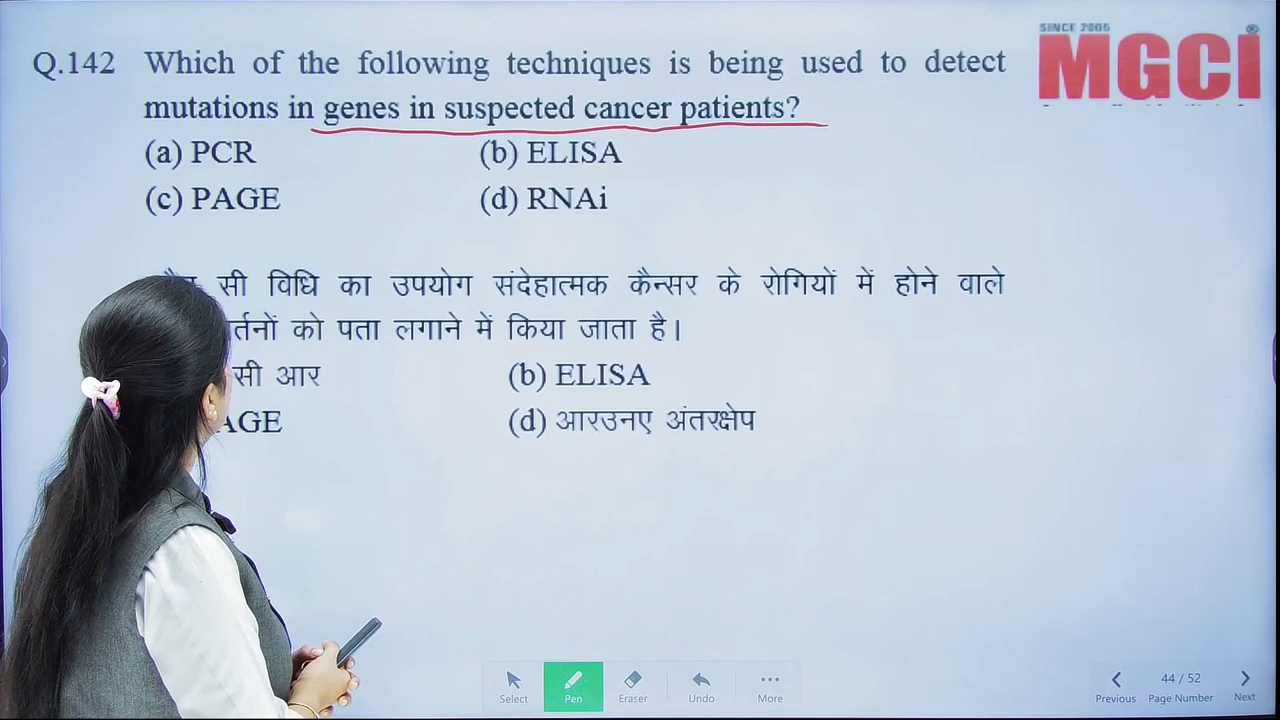 SINCE 2005
MGCI
Q.142 Which of the following techniques is being used to detect
mutations in genes in suspected cancer patients?
(a) PCR (b) ELISA
(c) PAGE (d) RNAi
सी विधि का उपयोग संदेहात्मक कैन्सर के रोगियों में होने वाले
को पता लगाने में किया जाता है।
सी आर (b) ELISA
(d) आरउनए अंतरक्षेप
Select Pen Eraser Undo More
Previous 44 / 52 Page Number Next